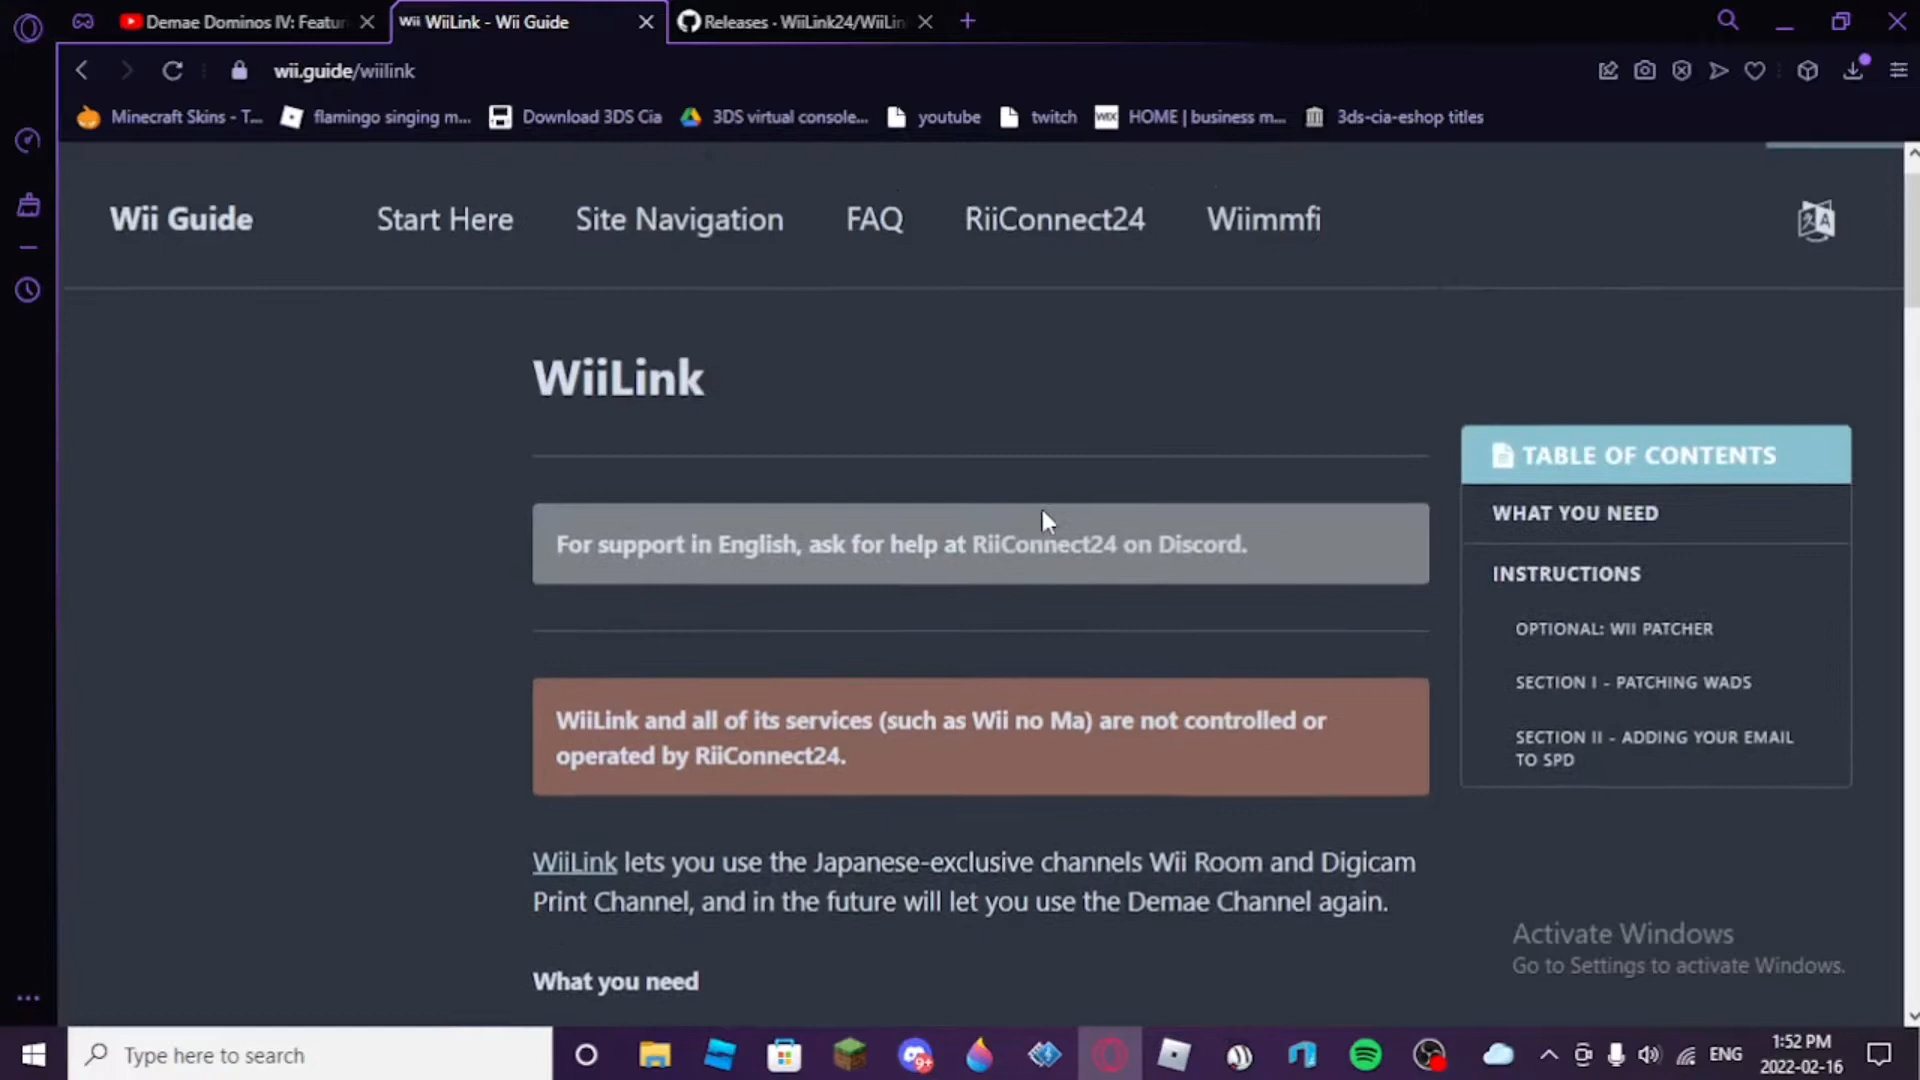 Demae Dominos IV: Featur
Wii WiiLink - Wii Guide
Releases · WiiLink24/WiiLin
wii.guide/wiilink
Minecraft Skins - T...
flamingo singing m...
Download 3DS Cia
3DS virtual console...
youtube
twitch
WIX HOME | business m...
3ds-cia-eshop titles
Wii Guide
Start Here
Site Navigation
FAQ
RiiConnect24
Wiimmfi
WiiLink
For support in English, ask for help at RiiConnect24 on Discord.
WiiLink and all of its services (such as Wii no Ma) are not controlled or
operated by RiiConnect24.
WiiLink lets you use the Japanese-exclusive channels Wii Room and Digicam
Print Channel, and in the future will let you use the Demae Channel again.
What you need
TABLE OF CONTENTS
WHAT YOU NEED
INSTRUCTIONS
OPTIONAL: WII PATCHER
SECTION I - PATCHING WADS
SECTION II - ADDING YOUR EMAIL
TO SPD
Activate Windows
Go to Settings to activate Windows.
Type here to search
9+
ENG
1:52 PM
2022-02-16